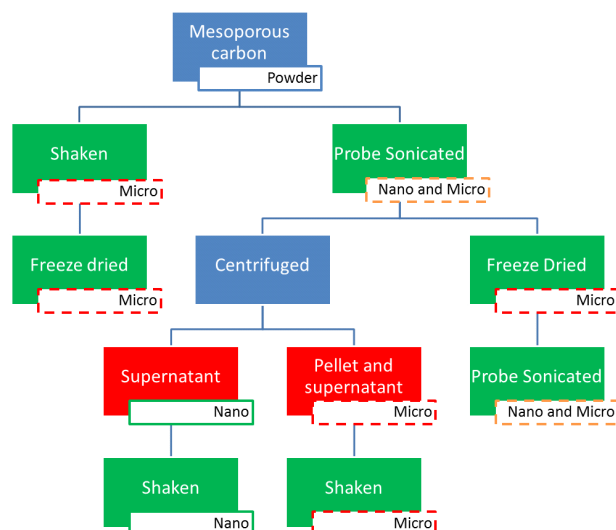 Mesoporous
carbon
Powder
Shaken
Micro
Probe Sonicated
Nano and Micro
Freeze dried
Micro
Centrifuged
Freeze Dried
Micro
Supernatant
Nano
Pellet and
supernatant
Micro
Probe Sonicated
Nano and Micro
Shaken
Nano
Shaken
Micro